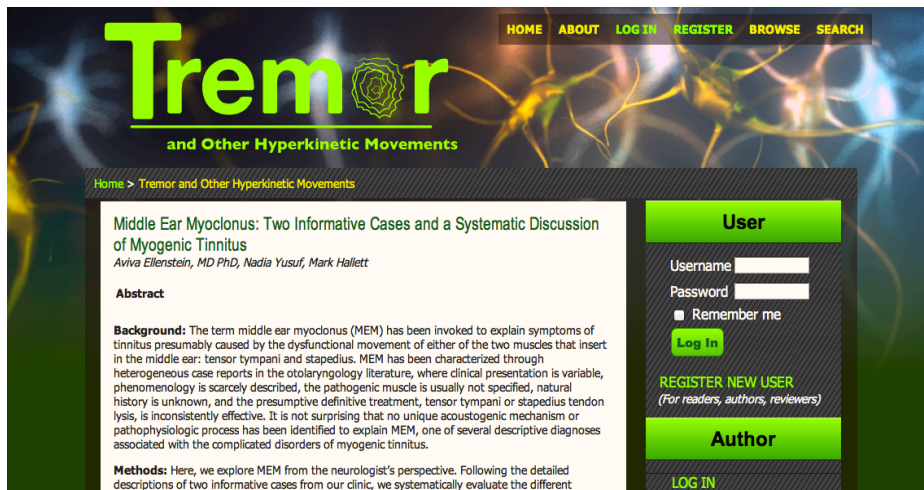 HOME ABOUT LOG IN REGISTER BROWSE SEARCH
Tremor
and Other Hyperkinetic Movements
Home > Tremor and Other Hyperkinetic Movements
Middle Ear Myoclonus: Two Informative Cases and a Systematic Discussion
of Myogenic Tinnitus
Aviva Ellenstein, MD PhD, Nadia Yusuf, Mark Hallett
Abstract
Background: The term middle ear myoclonus (MEM) has been invoked to explain symptoms of
tinnitus presumably caused by the dysfunctional movement of either of the two muscles that insert
in the middle ear: tensor tympani and stapedius. MEM has been characterized through
heterogeneous case reports in the otolaryngology literature, where clinical presentation is variable,
phenomenology is scarcely described, the pathogenic muscle is usually not specified, natural
history is unknown, and the presumptive definitive treatment, tensor tympani or stapedius tendon
lysis, is inconsistently effective. It is not surprising that no unique acoustogenic mechanism or
pathophysiologic process has been identified to explain MEM, one of several descriptive diagnoses
associated with the complicated disorders of myogenic tinnitus.
Methods: Here, we explore MEM from the neurologist's perspective. Following the detailed
descriptions of two informative cases from our clinic, we systematically evaluate the different
User
Username
Password
Remember me
Log In
REGISTER NEW USER
(For readers, authors, reviewers)
Author
LOG IN